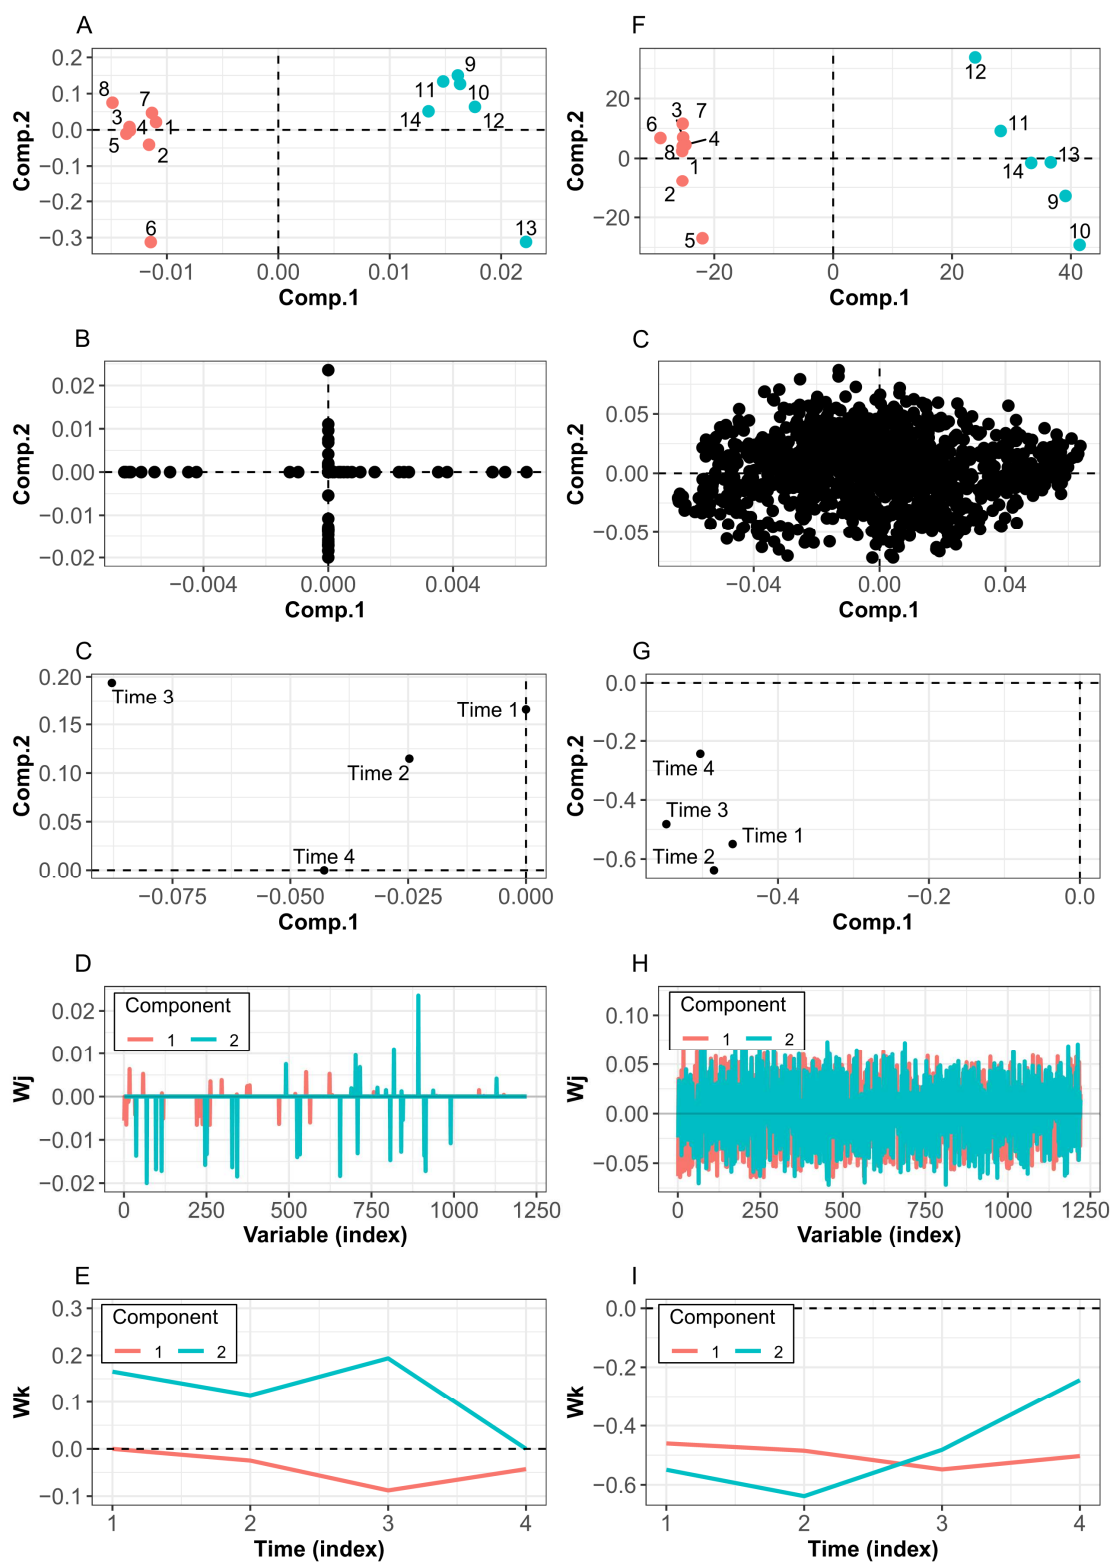 A
0.2
0.1
0.0
−0.1
−0.2
−0.3
Comp.2
8
7
3
4
1
5
2
6
9
11
10
14
12
13
−0.01
0.00
0.01
0.02
Comp.1
F
20
0
−20
Comp.2
3
7
6
4
8
1
2
5
12
11
13
14
9
10
−20
0
20
40
Comp.1
B
0.02
0.01
0.00
−0.01
−0.02
Comp.2
−0.004
0.000
0.004
Comp.1
C
0.05
0.00
−0.05
Comp.2
−0.04
0.00
0.04
Comp.1
C
0.20
0.15
0.10
0.05
0.00
Comp.2
Time 3
Time 1
Time 2
Time 4
−0.075
−0.050
−0.025
0.000
Comp.1
G
0.0
−0.2
−0.4
−0.6
Comp.2
Time 4
Time 3
Time 1
Time 2
−0.4
−0.2
0.0
Comp.1
D
Component
1 2
0.02
0.01
0.00
−0.01
−0.02
Wj
0
250
500
750
1000
1250
Variable (index)
H
Component
1 2
0.10
0.05
0.00
−0.05
Wj
0
250
500
750
1000
1250
Variable (index)
E
Component
1 2
0.3
0.2
0.1
0.0
−0.1
Wk
1
2
3
4
Time (index)
I
Component
1 2
0.0
−0.2
−0.4
−0.6
Wk
1
2
3
4
Time (index)